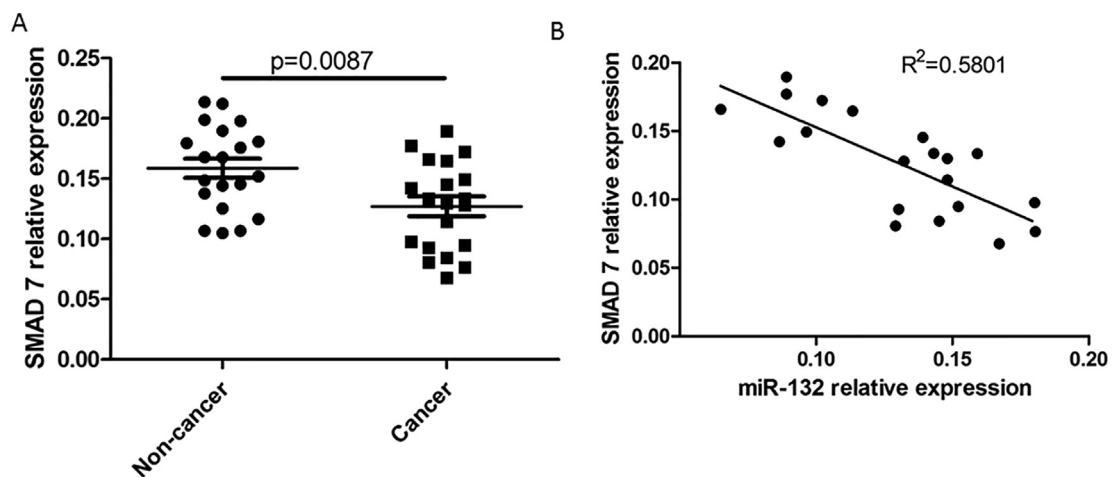 A
SMAD 7 relative expression
0.25
0.20
0.15
0.10
0.05
0.00
p=0.0087
Non-cancer
Cancer
B
SMAD 7 relative expression
0.20
0.15
0.10
0.05
0.00
R²=0.5801
0.10 0.15 0.20
miR-132 relative expression